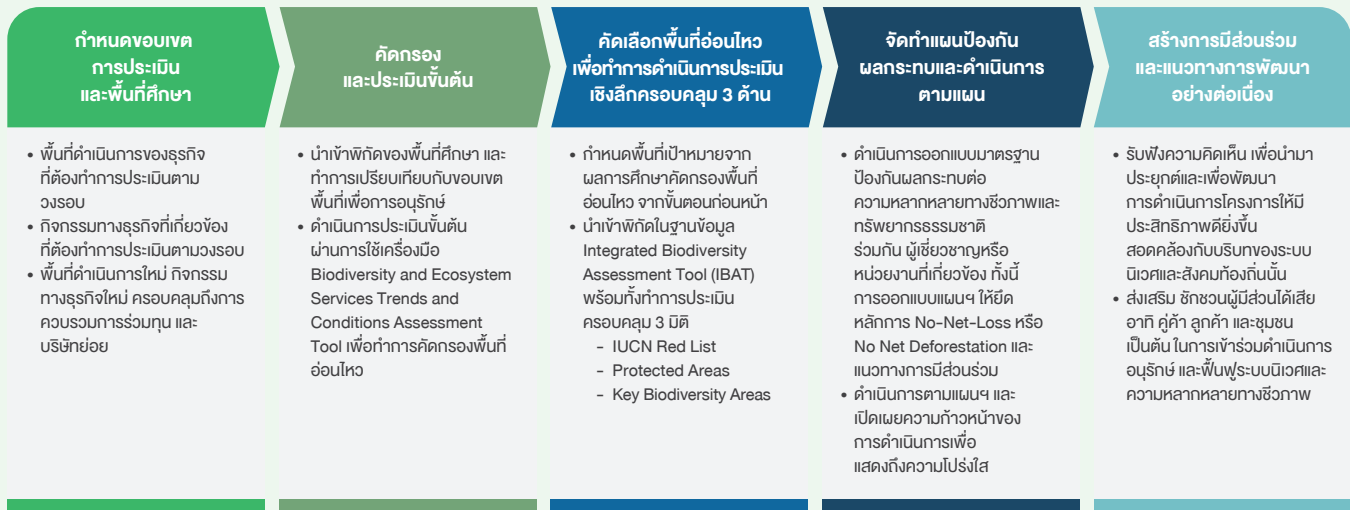 กำหนดขอบเขต
การประเมิน
และพื้นที่ศึกษา
• พื้นที่ดำเนินการของธุรกิจ
ที่ต้องทำการประเมินตาม
วงรอบ
• กิจกรรมทางธุรกิจที่เกี่ยวข้อง
ที่ต้องทำการประเมินตามวงรอบ
• พื้นที่ดำเนินการใหม่ กิจกรรม
ทางธุรกิจใหม่ ครอบคลุมถึงการ
ควบรวมการร่วมทุน และ
บริษัทย่อย
คัดกรอง
และประเมินขั้นต้น
• นำเข้าพิกัดของพื้นที่ศึกษา และ
ทำการเปรียบเทียบกับขอบเขต
พื้นที่เพื่อการอนุรักษ์
• ดำเนินการประเมินขั้นต้น
ผ่านการใช้เครื่องมือ
Biodiversity and Ecosystem
Services Trends and
Conditions Assessment
Tool เพื่อทำการคัดกรองพื้นที่
อ่อนไหว
คัดเลือกพื้นที่อ่อนไหว
เพื่อทำการดำเนินการประเมิน
เชิงลึกครอบคลุม 3 ด้าน
• กำหนดพื้นที่เป้าหมายจาก
ผลการศึกษาคัดกรองพื้นที่
อ่อนไหว จากขั้นตอนก่อนหน้า
• นำเข้าพิกัดในฐานข้อมูล
Integrated Biodiversity
Assessment Tool (IBAT)
พร้อมทั้งทำการประเมิน
ครอบคลุม 3 มิติ
- IUCN Red List
- Protected Areas
- Key Biodiversity Areas
จัดทำแผนป้องกัน
ผลกระทบและดำเนินการ
ตามแผน
• ดำเนินการออกแบบมาตรฐาน
ป้องกันผลกระทบต่อ
ความหลากหลายทางชีวภาพและ
ทรัพยากรธรรมชาติ
ร่วมกัน ผู้เชี่ยวชาญหรือ
หน่วยงานที่เกี่ยวข้อง ทั้งนี้
การออกแบบแผนฯ ให้ยึด
หลักการ No-Net-Loss หรือ
No Net Deforestation และ
แนวทางการมีส่วนร่วม
• ดำเนินการตามแผนฯ และ
เปิดเผยความก้าวหน้าของ
การดำเนินการเพื่อ
แสดงถึงความโปร่งใส
สร้างการมีส่วนร่วม
และแนวทางการพัฒนา
อย่างต่อเนื่อง
• รับฟังความคิดเห็น เพื่อนำมา
ประยุกต์และเพื่อพัฒนา
การดำเนินการโครงการให้มี
ประสิทธิภาพดียิ่งขึ้น
สอดคล้องกับบริบทของระบบ
นิเวศและสังคมท้องถิ่นนั้น
• ส่งเสริม ชักชวนผู้มีส่วนได้เสีย
อาทิ คู่ค้า ลูกค้า และชุมชน
เป็นต้น ในการเข้าร่วมดำเนินการ
อนุรักษ์ และฟื้นฟูระบบนิเวศและ
ความหลากหลายทางชีวภาพ